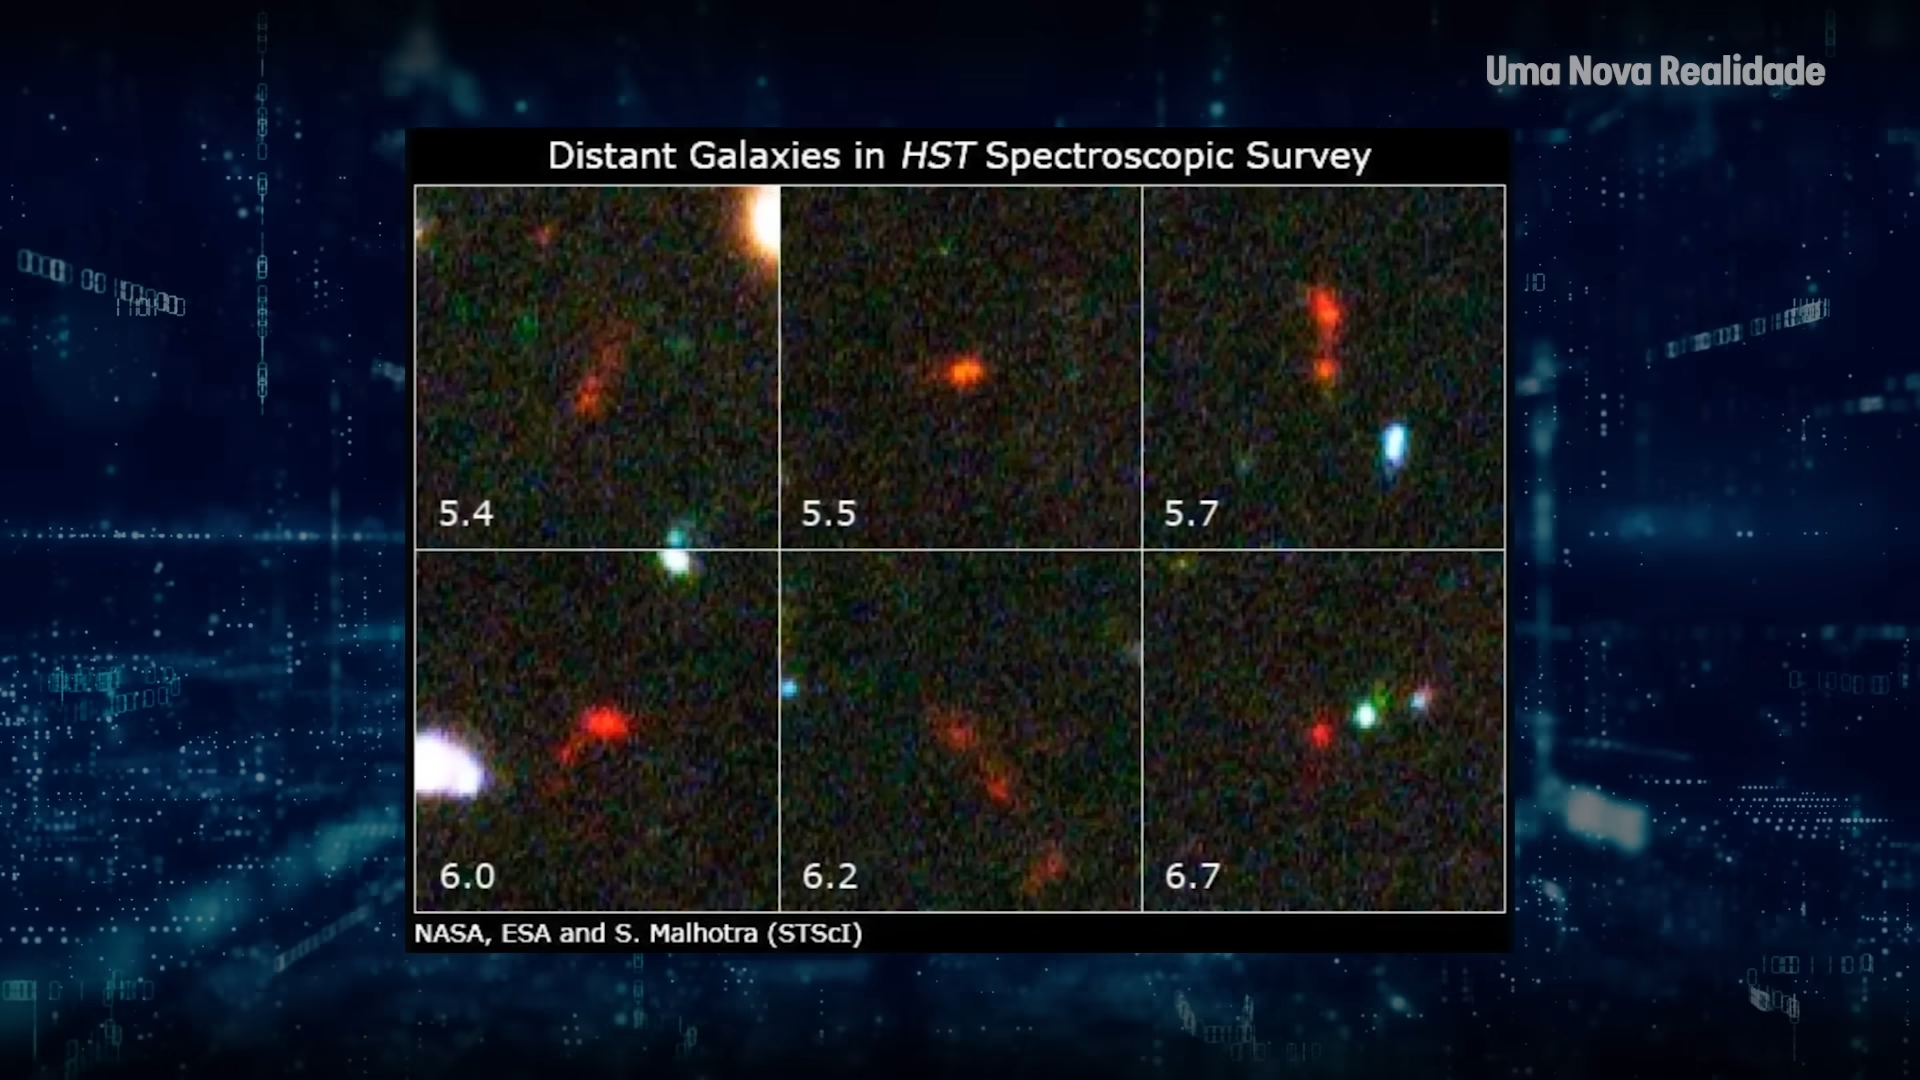 Uma Nova Realidade
Distant Galaxies in HST Spectroscopic Survey
5.4
5.5
5.7
6.0
6.2
6.7
NASA, ESA and S. Malhotra (STScI)